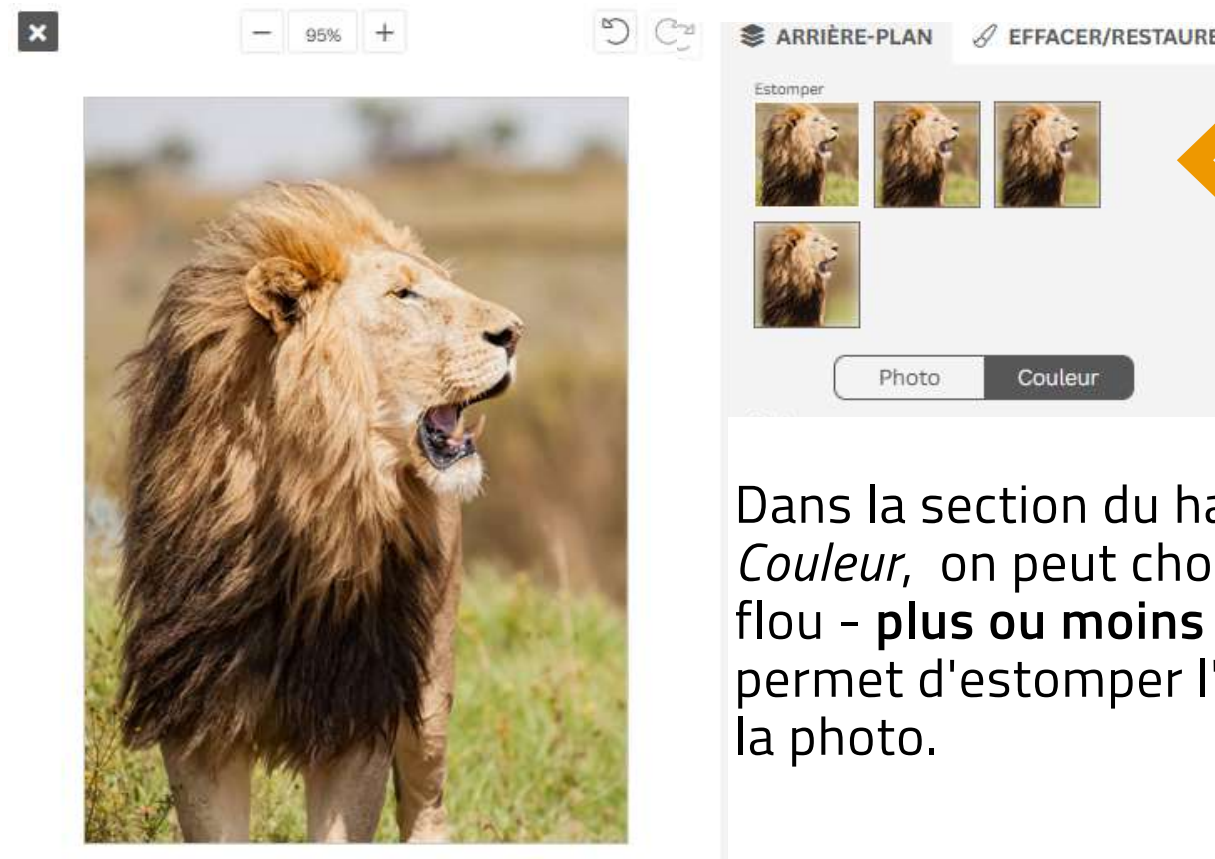 95%
ARRIÈRE-PLAN EFFACER/RESTAURE
Estomper
Photo Couleur
Dans la section du ha
Couleur, on peut cho
flou - plus ou moins
permet d'estomper l'
la photo.